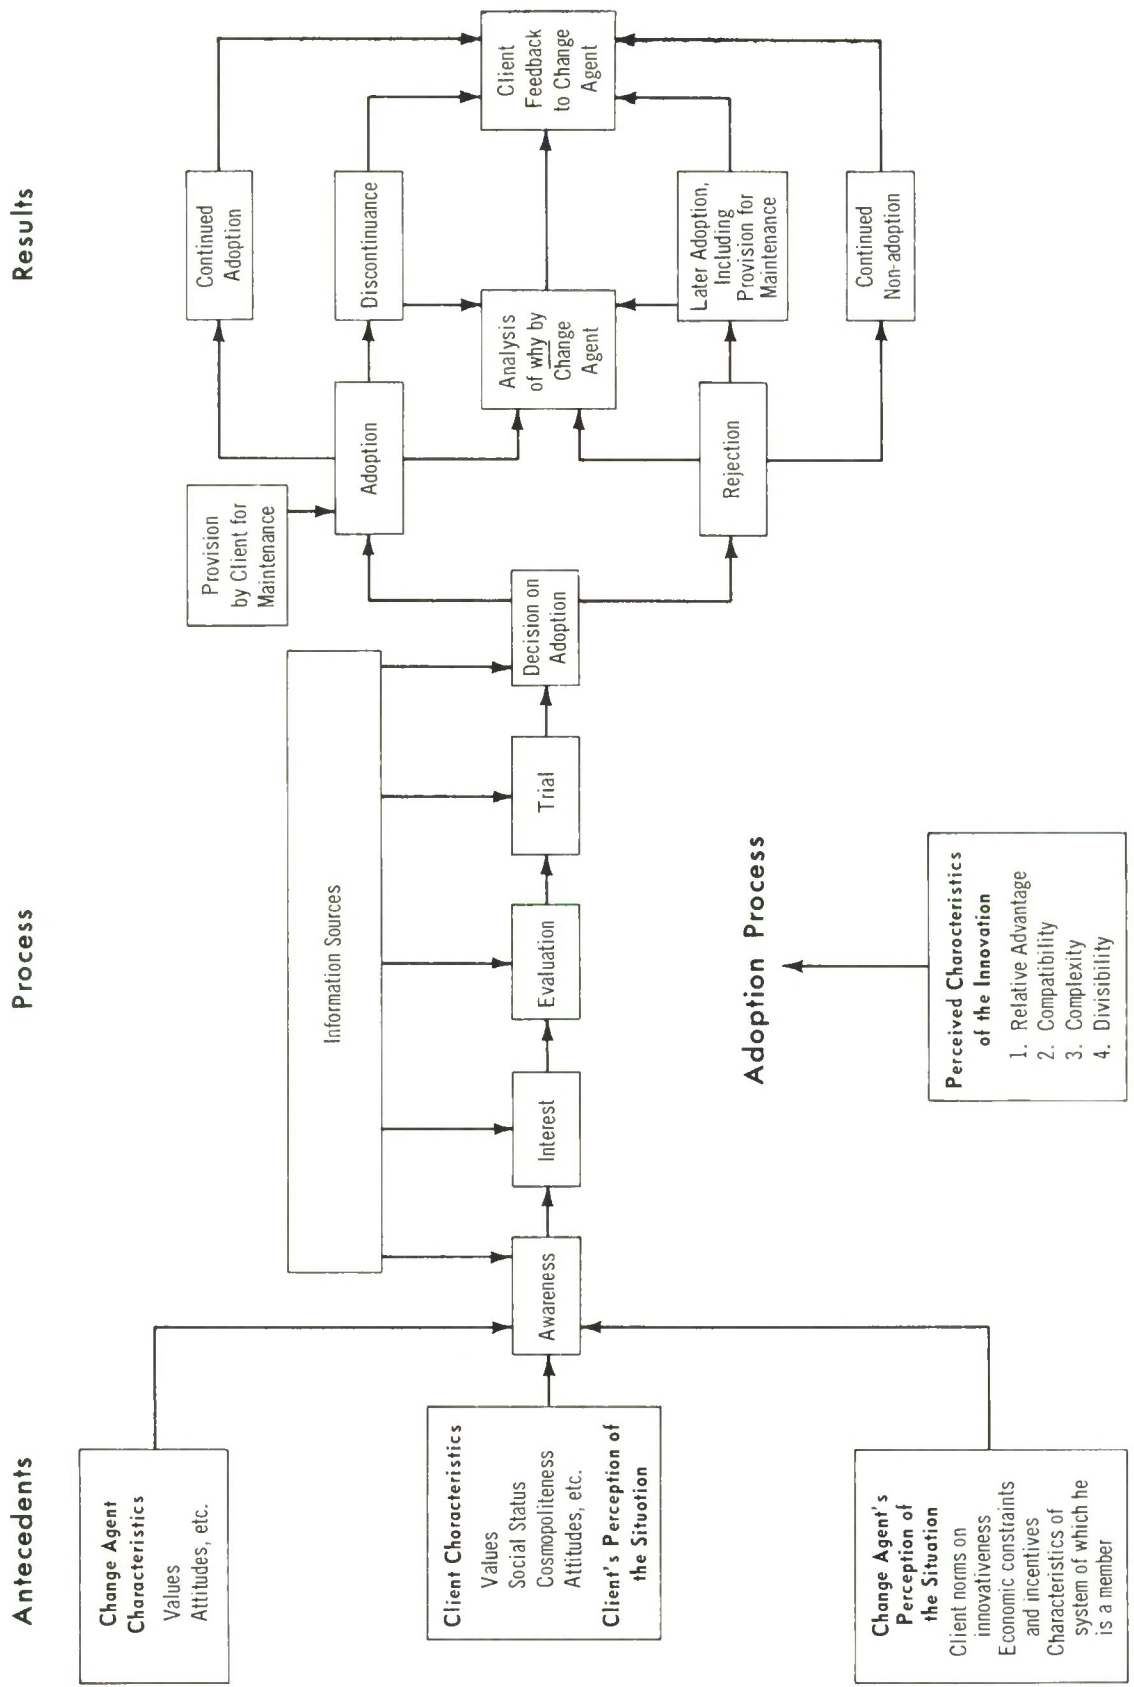 Antecedents
Process
Results
Change Agent
Characteristics
Values
Attitudes, etc.
Client Characteristics
Values
Social Status
Cosmopoliteness
Attitudes, etc.
Client's Perception of
the Situation
Change Agent's
Perception of
the Situation
Client norms on
innovativeness
Economic constraints
and incentives
Characteristics of
system of which he
is a member
Information Sources
Awareness
Interest
Evaluation
Trial
Decision on
Adoption
Adoption Process
Perceived Characteristics
of the Innovation
1. Relative Advantage
2. Compatibility
3. Complexity
4. Divisibility
Provision
by Client for
Maintenance
Adoption
Rejection
Continued
Adoption
Discontinuance
Analysis
of why by
Change
Agent
Later Adoption,
Including
Provision for
Maintenance
Continued
Non-adoption
Client
Feedback
to Change
Agent